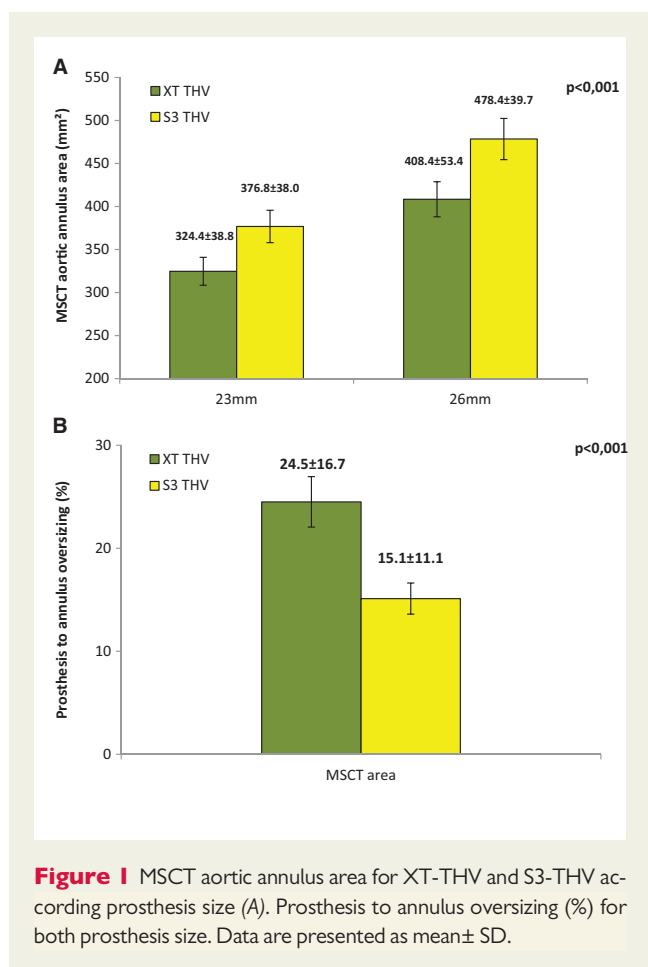 A
550
500
450
400
350
300
250
200
MSCT aortic annulus area (mm²)
XT THV
S3 THV
p<0,001
324.4±38.8
376.8±38.0
408.4±53.4
478.4±39.7
23mm
26mm
B
30
20
10
0
Prosthesis to annulus oversizing (%)
XT THV
S3 THV
p<0,001
24.5±16.7
15.1±11.1
MSCT area
Figure 1 MSCT aortic annulus area for XT-THV and S3-THV ac-
cording prosthesis size (A). Prosthesis to annulus oversizing (%) for
both prosthesis size. Data are presented as mean± SD.